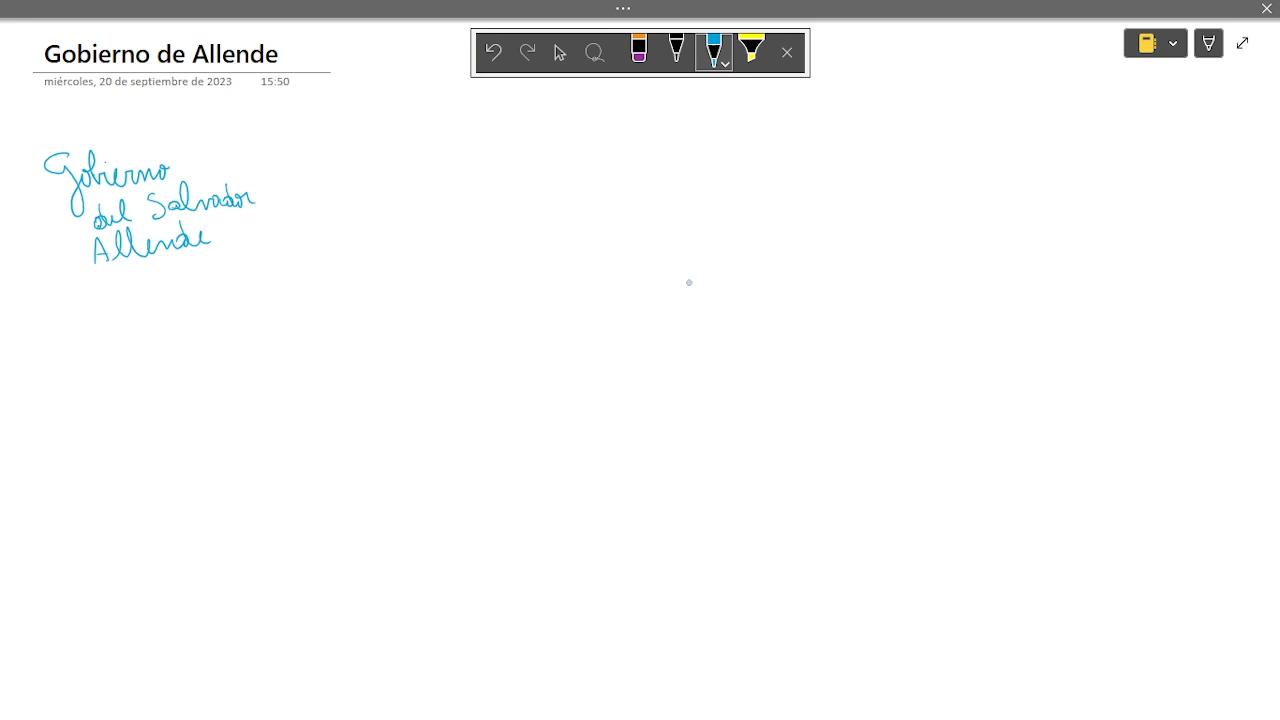 Gobierno de Allende
miércoles, 20 de septiembre de 2023 15:50
Gobierno
del Salvador
Allende